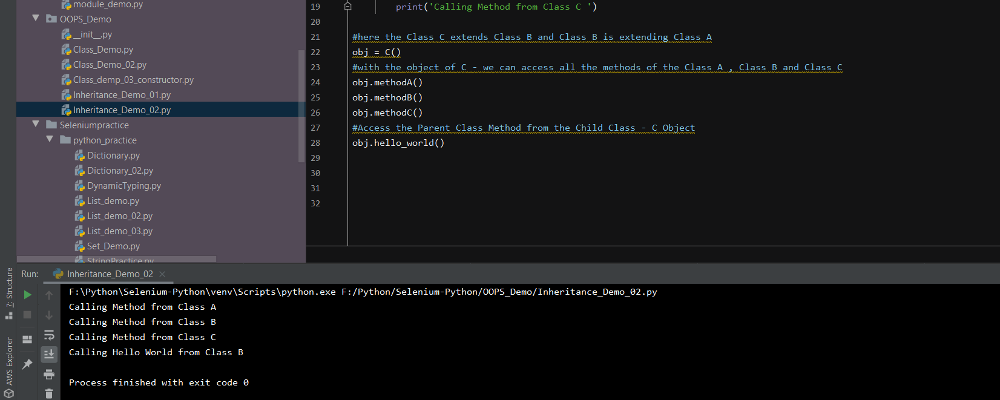 module_demo.py
OOPS_Demo
__init__.py
Class_Demo.py
Class_Demo_02.py
Class_demp_03_constructor.py
Inheritance_Demo_01.py
Inheritance_Demo_02.py
Seleniumpractice
python_practice
Dictionary.py
Dictionary_02.py
DynamicTyping.py
List_demo.py
List_demo_02.py
List_demo_03.py
Set_Demo.py
StringPractice.py
19 print('Calling Method from Class C ')
20
21 #here the Class C extends Class B and Class B is extending Class A
22 obj = C()
23 #with the object of C - we can access all the methods of the Class A , Class B and Class C
24 obj.methodA()
25 obj.methodB()
26 obj.methodC()
27 #Access the Parent Class Method from the Child Class - C Object
28 obj.hello_world()
29
30
31
32
7: Structure
AWS Explorer
Run: Inheritance_Demo_02
F:\Python\Selenium-Python\venv\Scripts\python.exe F:/Python/Selenium-Python/OOPS_Demo/Inheritance_Demo_02.py
Calling Method from Class A
Calling Method from Class B
Calling Method from Class C
Calling Hello World from Class B
Process finished with exit code 0